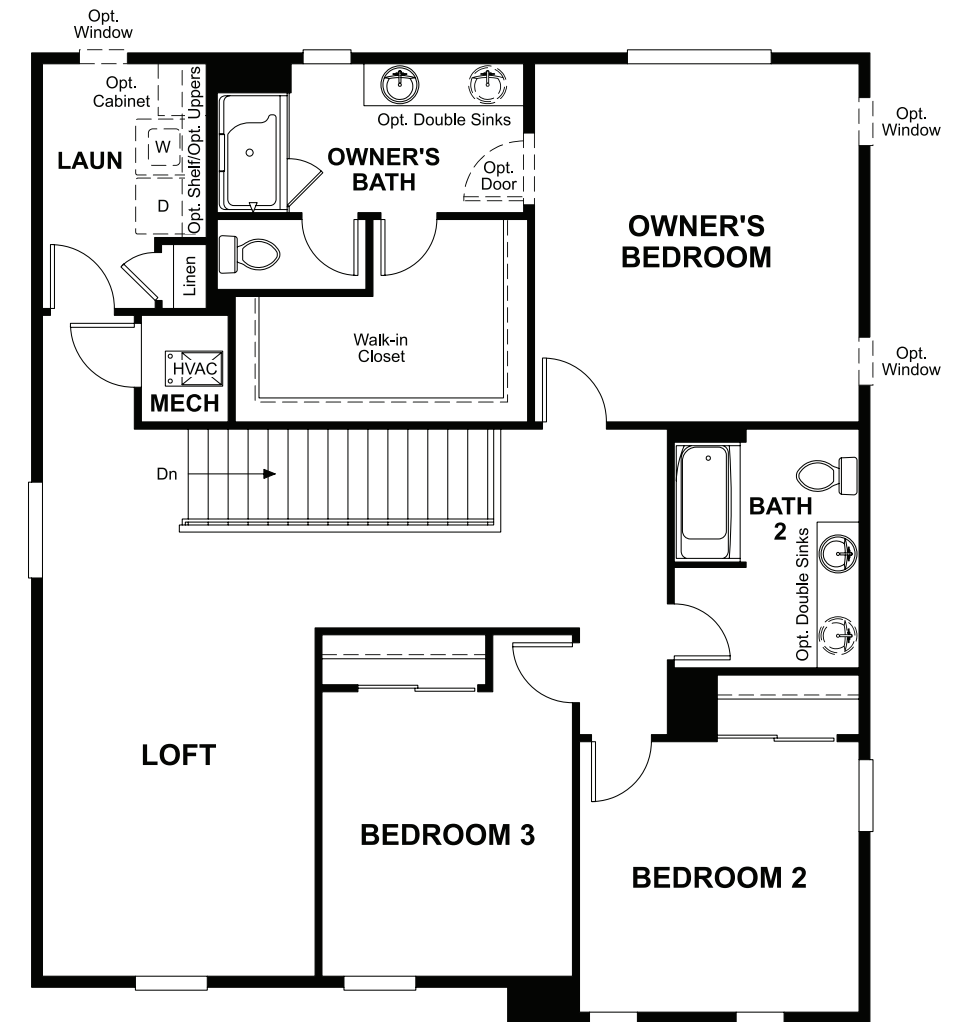 Opt.
Window
Opt.
Cabinet
Opt. Shelf/Opt. Uppers
W
D
LAUN
Linen
Opt. Double Sinks
OWNER'S
BATH
Opt.
Door
Opt.
Window
OWNER'S
BEDROOM
Walk-in
Closet
Opt.
Window
HVAC
MECH
Dn
BATH
2
Opt. Double Sinks
LOFT
BEDROOM 3
BEDROOM 2